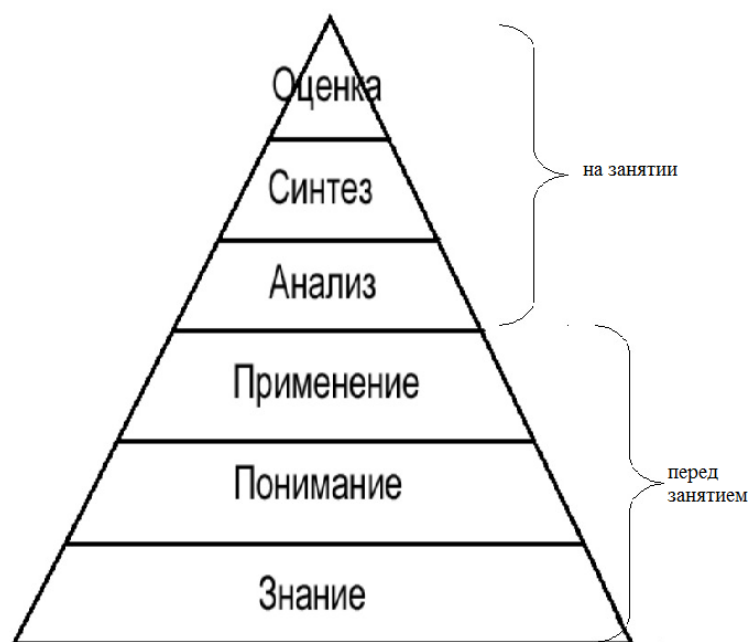 Оценка
Синтез
на занятии
Анализ
Применение
Понимание
перед
занятием
Знание